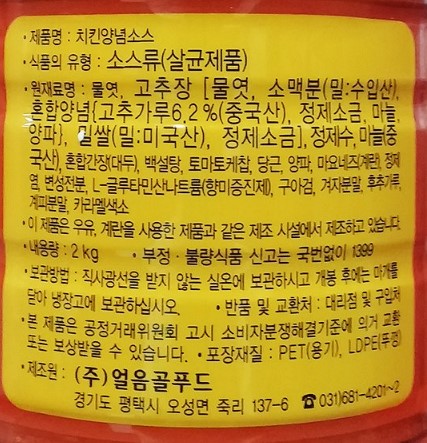 · 제품명 : 치킨양념소스
· 식품의 유형 : 소스류(살균제품)
· 원재료명 : 물엿, 고추장 [물엿, 소맥분(밀:수입산),
혼합양념{고추가루6.2%(중국산), 정제소금, 마늘,
양파}, 밀쌀(밀:미국산), 정제소금], 정제수, 마늘(중
국산), 혼합간장(대두), 백설탕, 토마토케찹, 당근, 양파, 마요네즈(계란), 정제
염, 변성전분, L-글루타민산나트륨(향미증진제), 구아검, 겨자분말, 후추가루,
계피분말, 카라멜색소
· 이 제품은 우유, 계란을 사용한 제품과 같은 제조 시설에서 제조하고 있습니다.
· 내용량 : 2 kg · 부정 · 불량식품 신고는 국번없이 1399
· 보관방법 : 직사광선을 받지 않는 실온에 보관하시고 개봉 후에는 마개를
닫아 냉장고에 보관하십시오. · 반품 및 교환처 : 대리점 및 구입처
· 본 제품은 공정거래위원회 고시 소비자분쟁해결기준에 의거 교환
또는 보상받을 수 있습니다. · 포장재질 : PET(용기), LDPE(뚜껑)
· 제조원 : (주)얼음골푸드
경기도 평택시 오성면 죽리 137-6 ☎ 031)681-4201~2